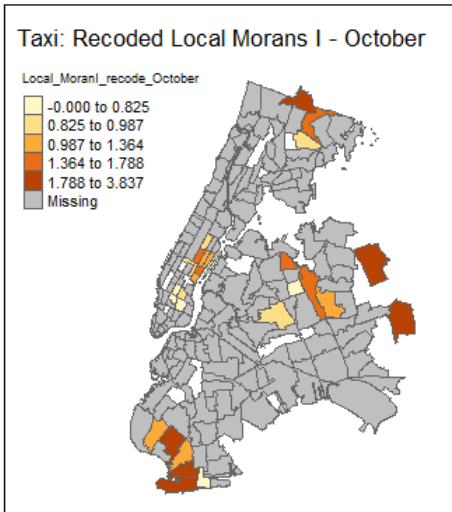 Taxi: Recoded Local Morans I - October
Local_MoranI_recode_October
-0.000 to 0.825
0.825 to 0.987
0.987 to 1.364
1.364 to 1.788
1.788 to 3.837
Missing